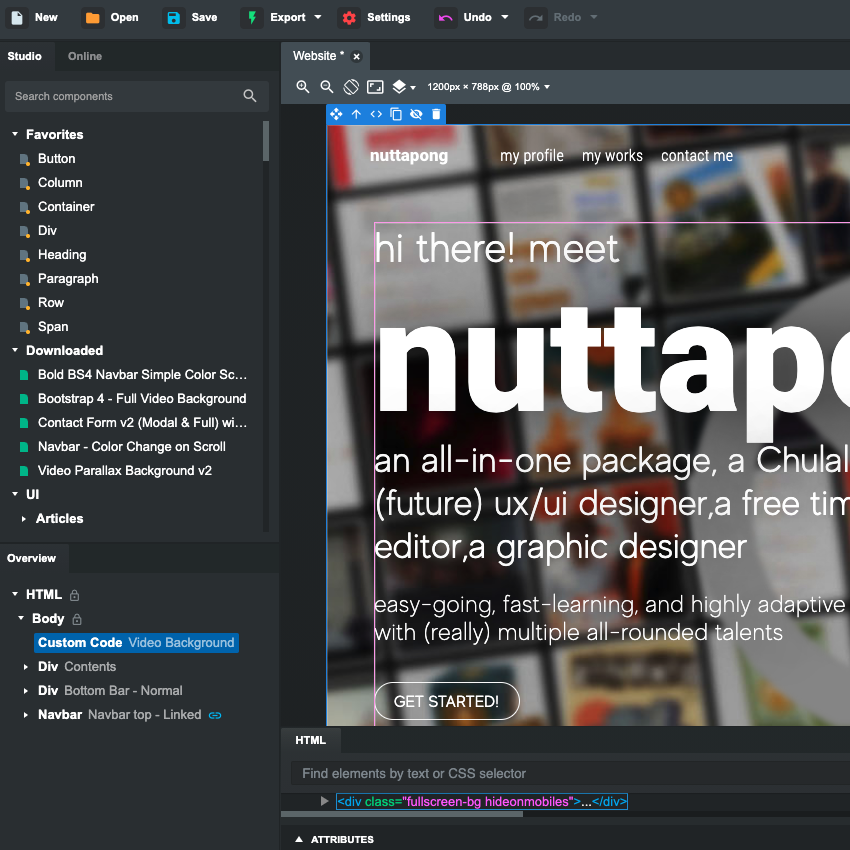 New Open Save Export Settings Undo Redo
Studio Online
Website *
Search components
1200px × 788px @ 100%
Favorites
Button
Column
Container
Div
Heading
Paragraph
Row
Span
Downloaded
Bold BS4 Navbar Simple Color Sc...
Bootstrap 4 - Full Video Background
Contact Form v2 (Modal & Full) wi...
Navbar - Color Change on Scroll
Video Parallax Background v2
UI
Articles
Overview
HTML
Body
Custom Code Video Background
Div Contents
Div Bottom Bar - Normal
Navbar Navbar top - Linked
nuttapong my profile my works contact me
hi there! meet
nuttapo
an all-in-one package, a Chulal
(future) ux/ui designer,a free tim
editor,a graphic designer
easy-going, fast-learning, and highly adaptive
with (really) multiple all-rounded talents
GET STARTED!
HTML
Find elements by text or CSS selector
<div class="fullscreen-bg hideonmobiles">...</div>
ATTRIBUTES